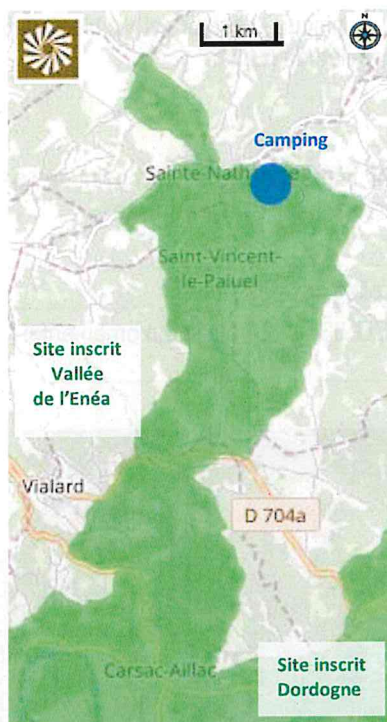 1 km
N
Camping
Sainte-Nathalène
Saint-Vincent-
le-Paluel
Site inscrit
Vallée
de l'Enéa
Vialard
D 704a
Carsac-Aillac
Site inscrit
Dordogne